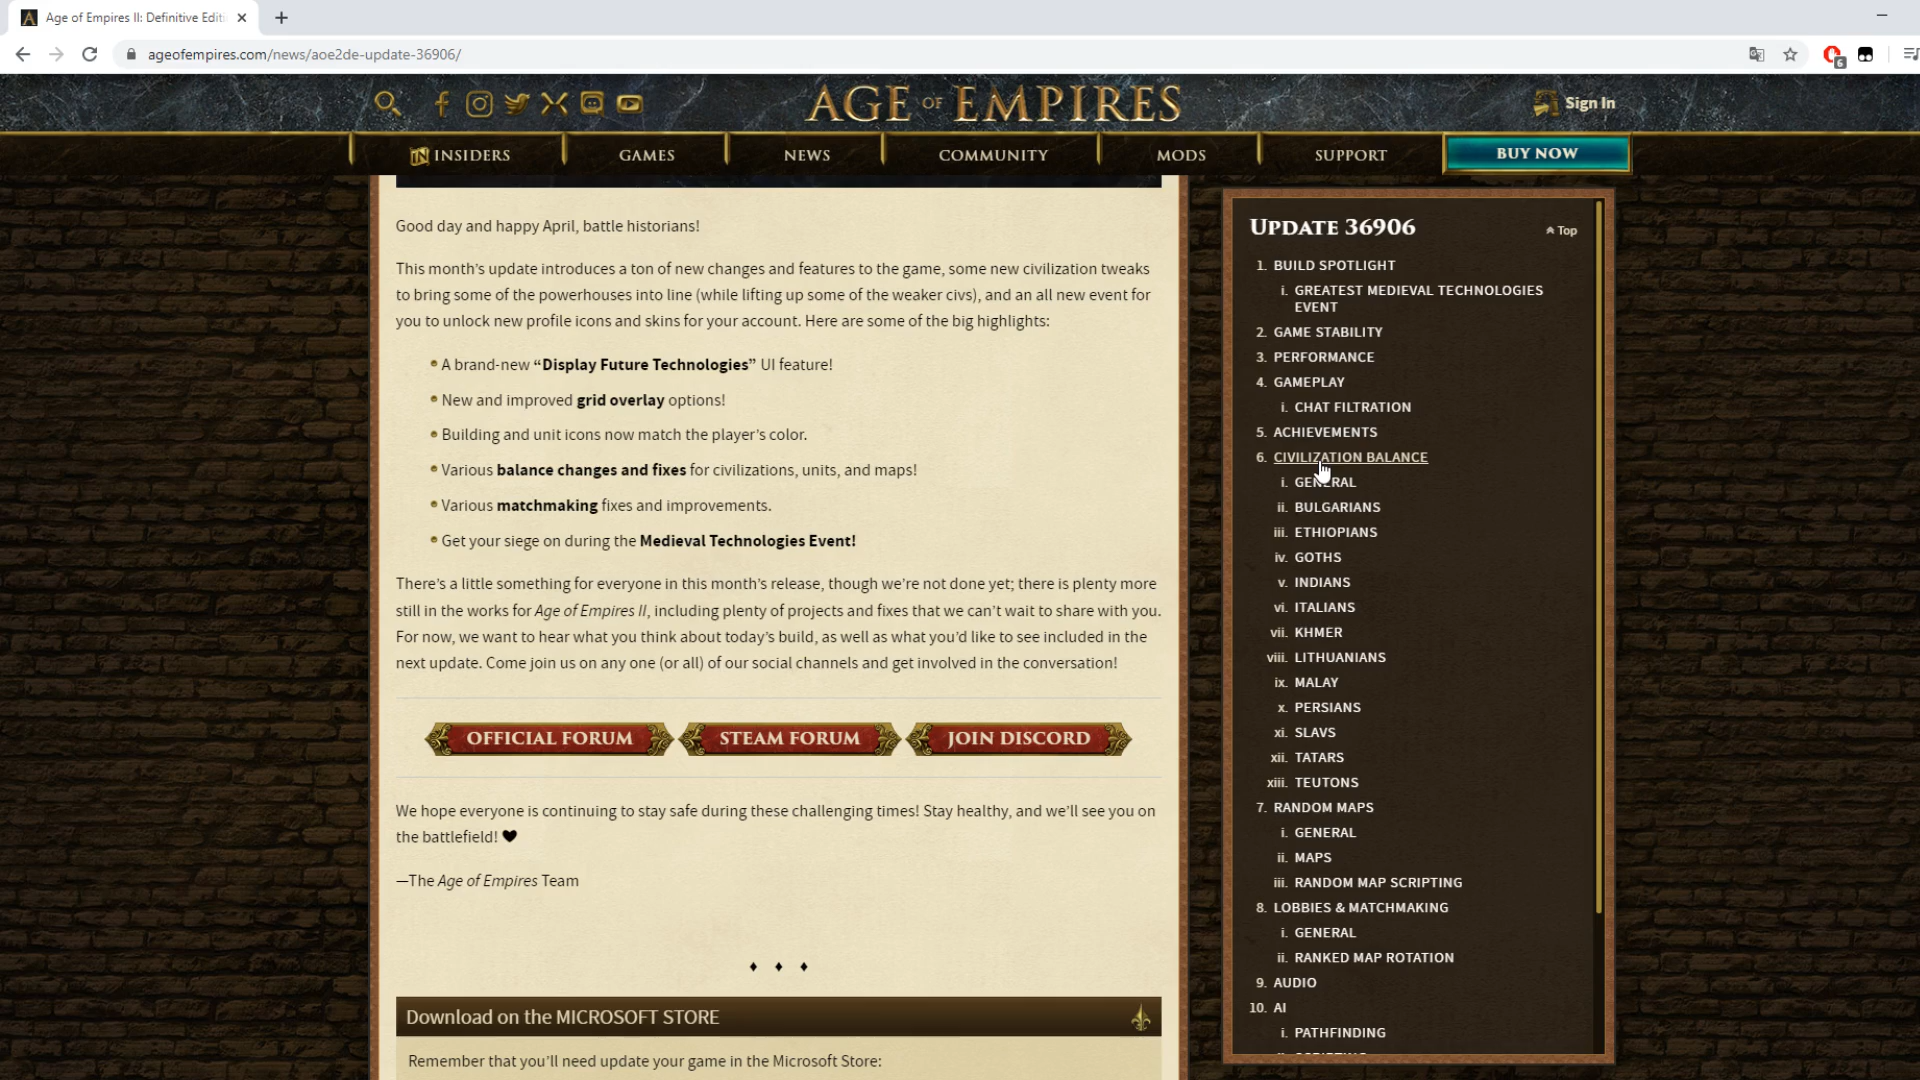 Age of Empires II: Definitive Editi
ageofempires.com/news/aoe2de-update-36906/
6
AGE OF EMPIRES
Sign In
INSIDERS
GAMES
NEWS
COMMUNITY
MODS
SUPPORT
BUY NOW
Good day and happy April, battle historians!
This month's update introduces a ton of new changes and features to the game, some new civilization tweaks
to bring some of the powerhouses into line (while lifting up some of the weaker civs), and an all new event for
you to unlock new profile icons and skins for your account. Here are some of the big highlights:
A brand-new “Display Future Technologies” UI feature!
New and improved grid overlay options!
Building and unit icons now match the player's color.
Various balance changes and fixes for civilizations, units, and maps!
Various matchmaking fixes and improvements.
Get your siege on during the Medieval Technologies Event!
There's a little something for everyone in this month's release, though we're not done yet; there is plenty more
still in the works for Age of Empires II, including plenty of projects and fixes that we can't wait to share with you.
For now, we want to hear what you think about today's build, as well as what you'd like to see included in the
next update. Come join us on any one (or all) of our social channels and get involved in the conversation!
OFFICIAL FORUM
STEAM FORUM
JOIN DISCORD
We hope everyone is continuing to stay safe during these challenging times! Stay healthy, and we'll see you on
the battlefield! ♥
—The Age of Empires Team
♦ ♦ ♦
Download on the MICROSOFT STORE
Remember that you'll need update your game in the Microsoft Store:
UPDATE 36906
Top
1. BUILD SPOTLIGHT
i. GREATEST MEDIEVAL TECHNOLOGIES
EVENT
2. GAME STABILITY
3. PERFORMANCE
4. GAMEPLAY
i. CHAT FILTRATION
5. ACHIEVEMENTS
6. CIVILIZATION BALANCE
i. GENERAL
ii. BULGARIANS
iii. ETHIOPIANS
iv. GOTHS
v. INDIANS
vi. ITALIANS
vii. KHMER
viii. LITHUANIANS
ix. MALAY
x. PERSIANS
xi. SLAVS
xii. TATARS
xiii. TEUTONS
7. RANDOM MAPS
i. GENERAL
ii. MAPS
iii. RANDOM MAP SCRIPTING
8. LOBBIES & MATCHMAKING
i. GENERAL
ii. RANKED MAP ROTATION
9. AUDIO
10. AI
i. PATHFINDING